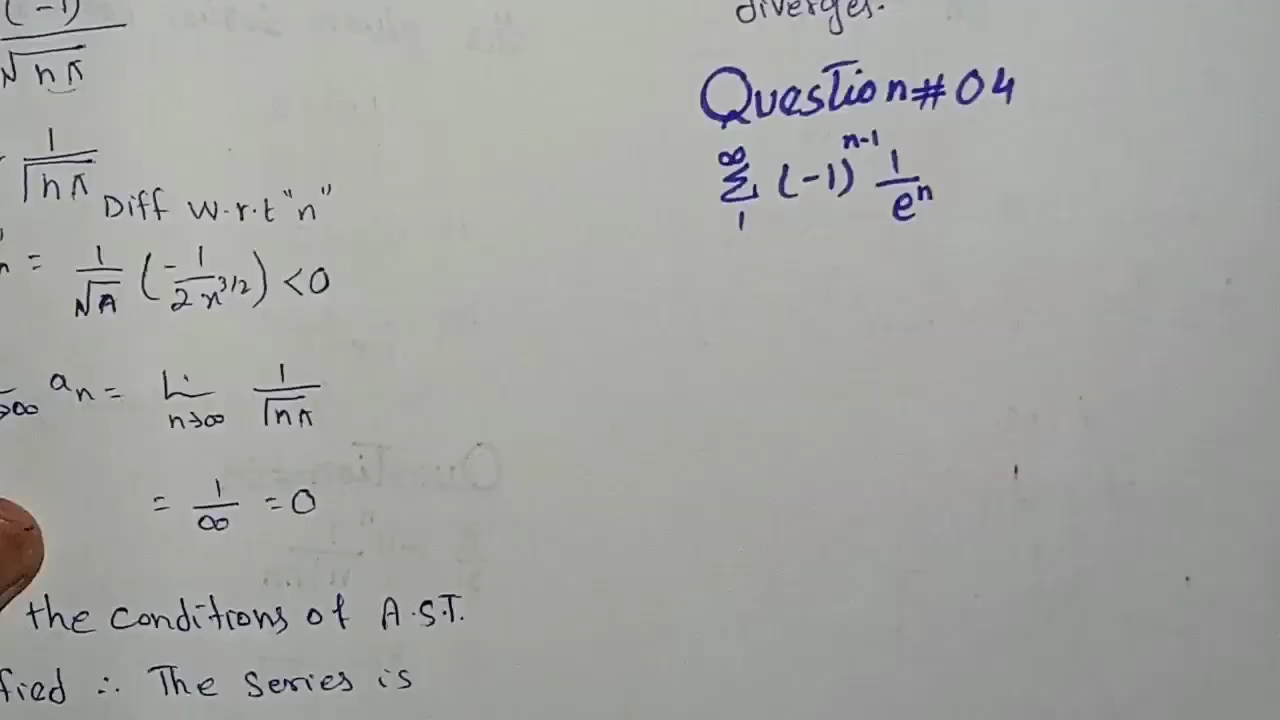 (-1)
√nπ
1
√nπ
Diff w.r.t "n"
n = 1/√π (-1/2n^3/2) < 0
→∞ an = Lim n→∞ 1/√nπ
= 1/∞ = 0
the conditions of A.S.T.
fied ∴ The series is
diverges.
Question # 04
∞ Σ 1 (-1)^n-1 1/e^n